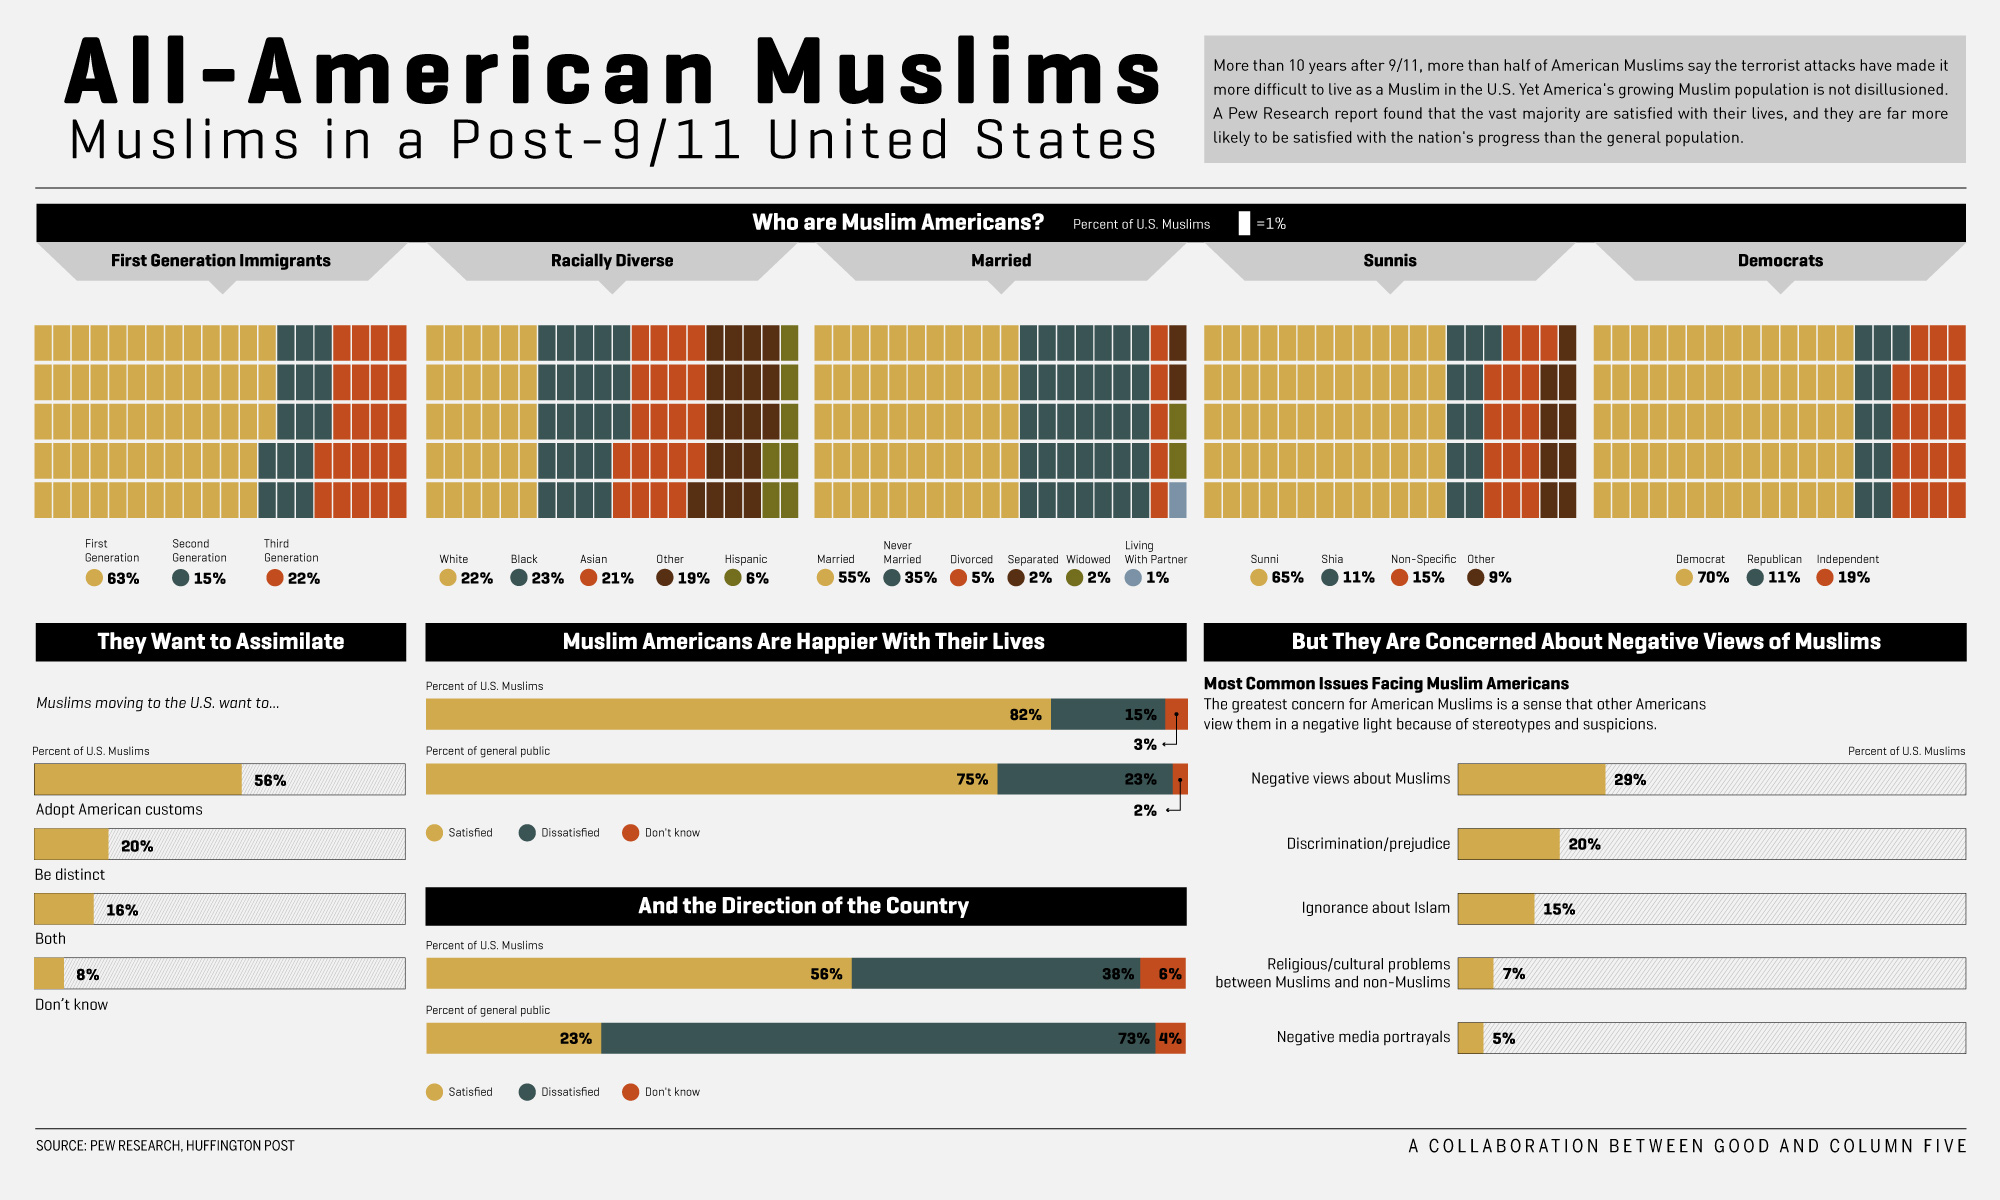 All-American Muslims
Muslims in a Post-9/11 United States
More than 10 years after 9/11, more than half of American Muslims say the terrorist attacks have made it
more difficult to live as a Muslim in the U.S. Yet America's growing Muslim population is not disillusioned.
A Pew Research report found that the vast majority are satisfied with their lives, and they are far more
likely to be satisfied with the nation's progress than the general population.
Who are Muslim Americans? Percent of U.S. Muslims =1%
First Generation Immigrants
First
Generation
63%
Second
Generation
15%
Third
Generation
22%
Racially Diverse
White
22%
Black
23%
Asian
21%
Other
19%
Hispanic
6%
Married
Married
55%
Never
Married
35%
Divorced
5%
Separated
2%
Widowed
2%
Living
With Partner
1%
Sunnis
Sunni
65%
Shia
11%
Non-Specific
15%
Other
9%
Democrats
Democrat
70%
Republican
11%
Independent
19%
They Want to Assimilate
Muslims moving to the U.S. want to...
Percent of U.S. Muslims
56%
Adopt American customs
20%
Be distinct
16%
Both
8%
Don't know
Muslim Americans Are Happier With Their Lives
Percent of U.S. Muslims
82% 15%
3%
Percent of general public
75% 23%
2%
Satisfied Dissatisfied Don't know
And the Direction of the Country
Percent of U.S. Muslims
56% 38% 6%
Percent of general public
23% 73% 4%
Satisfied Dissatisfied Don't know
But They Are Concerned About Negative Views of Muslims
Most Common Issues Facing Muslim Americans
The greatest concern for American Muslims is a sense that other Americans
view them in a negative light because of stereotypes and suspicions.
Percent of U.S. Muslims
Negative views about Muslims 29%
Discrimination/prejudice 20%
Ignorance about Islam 15%
Religious/cultural problems
between Muslims and non-Muslims
7%
Negative media portrayals 5%
SOURCE: PEW RESEARCH, HUFFINGTON POST
A COLLABORATION BETWEEN GOOD AND COLUMN FIVE